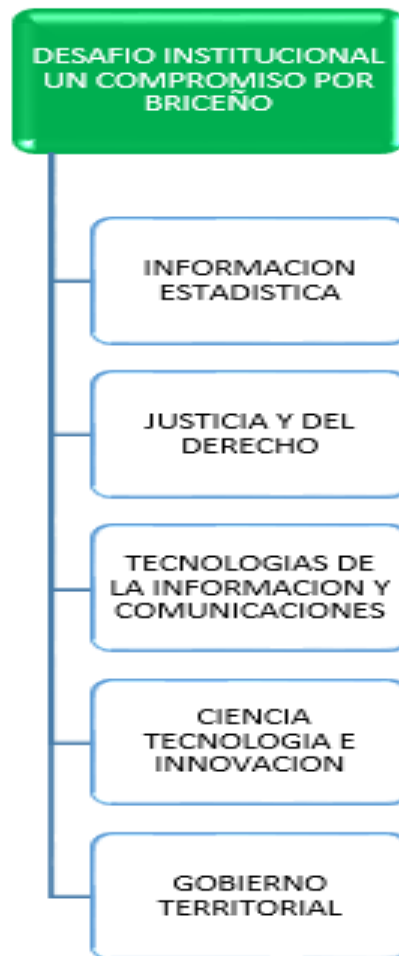 DESAFIO INSTITUCIONAL
UN COMPROMISO POR
BRICEÑO
INFORMACION
ESTADISTICA
JUSTICIA Y DEL
DERECHO
TECNOLOGIAS DE
LA INFORMACION Y
COMUNICACIONES
CIENCIA
TECNOLOGIA E
INNOVACION
GOBIERNO
TERRITORIAL